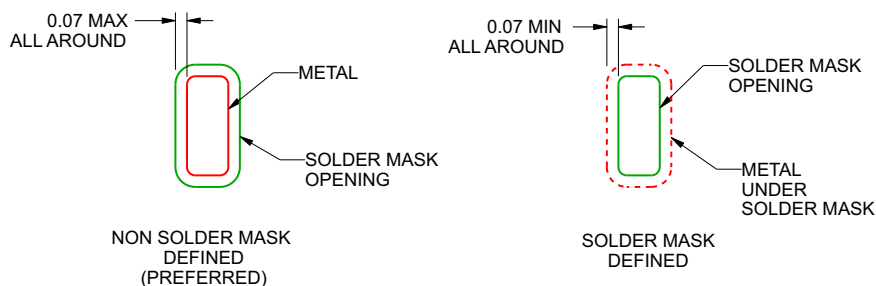 0.07 MAX
ALL AROUND
METAL
SOLDER MASK
OPENING
NON SOLDER MASK
DEFINED
(PREFERRED)
0.07 MIN
ALL AROUND
SOLDER MASK
OPENING
METAL
UNDER
SOLDER MASK
SOLDER MASK
DEFINED